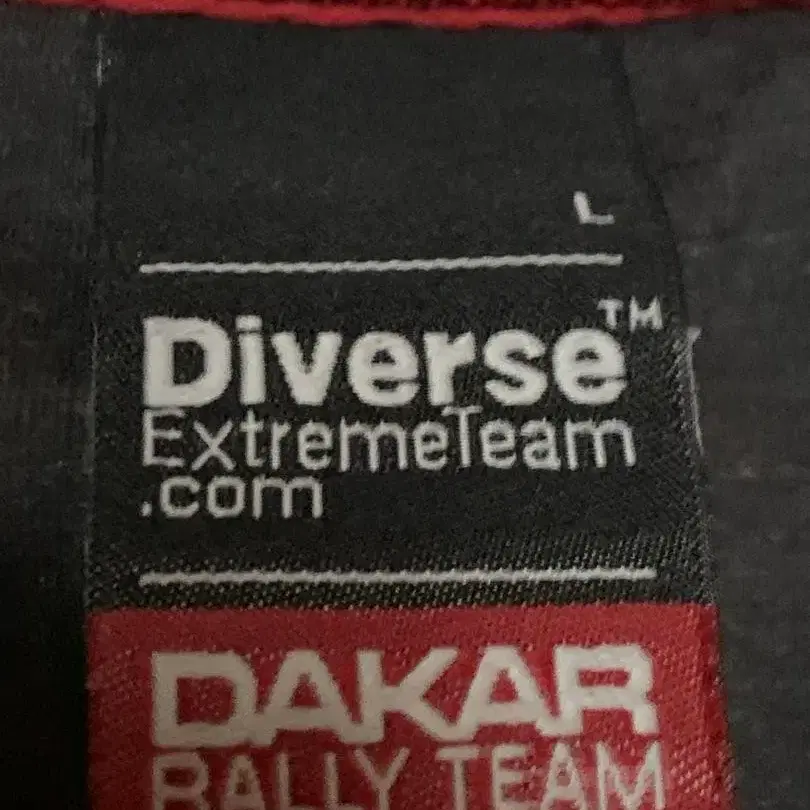 L
Diverse™
ExtremeTeam
.com
DAKAR
RALLY TEAM